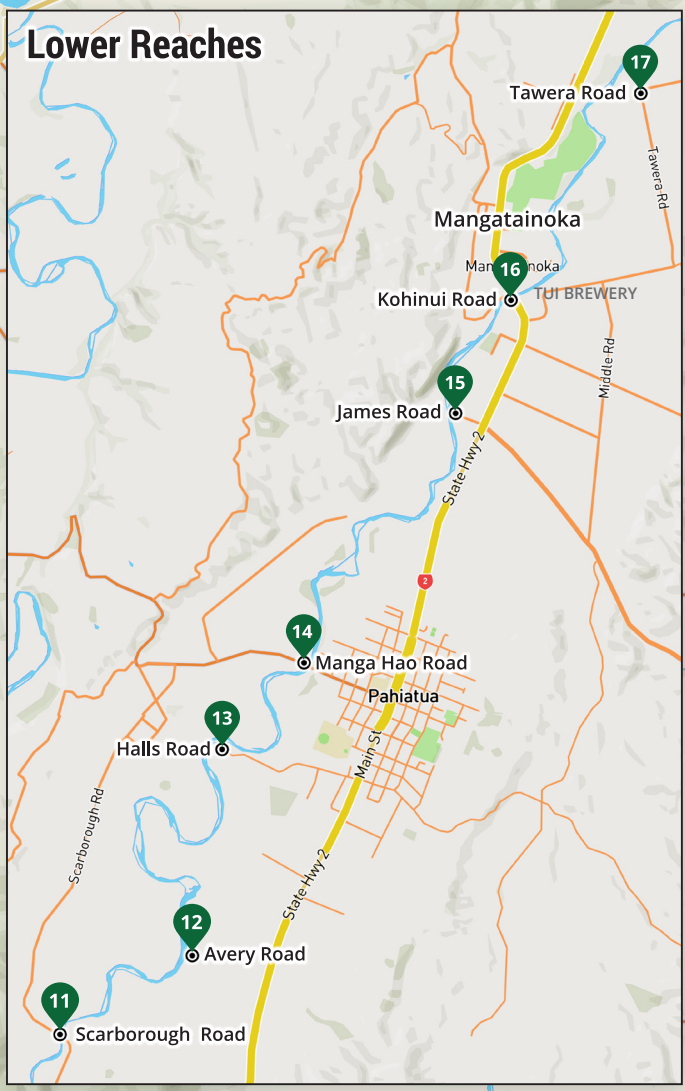 Lower Reaches
17
Tawera Road
Tawera Rd
Mangatainoka
16
Kohinui Road
TUI BREWERY
Middle Rd
15
James Road
State Hwy 2
2
14
Manga Hao Road
Pahiatua
13
Halls Road
Main St
Scarborough Rd
State Hwy 2
12
Avery Road
11
Scarborough Road